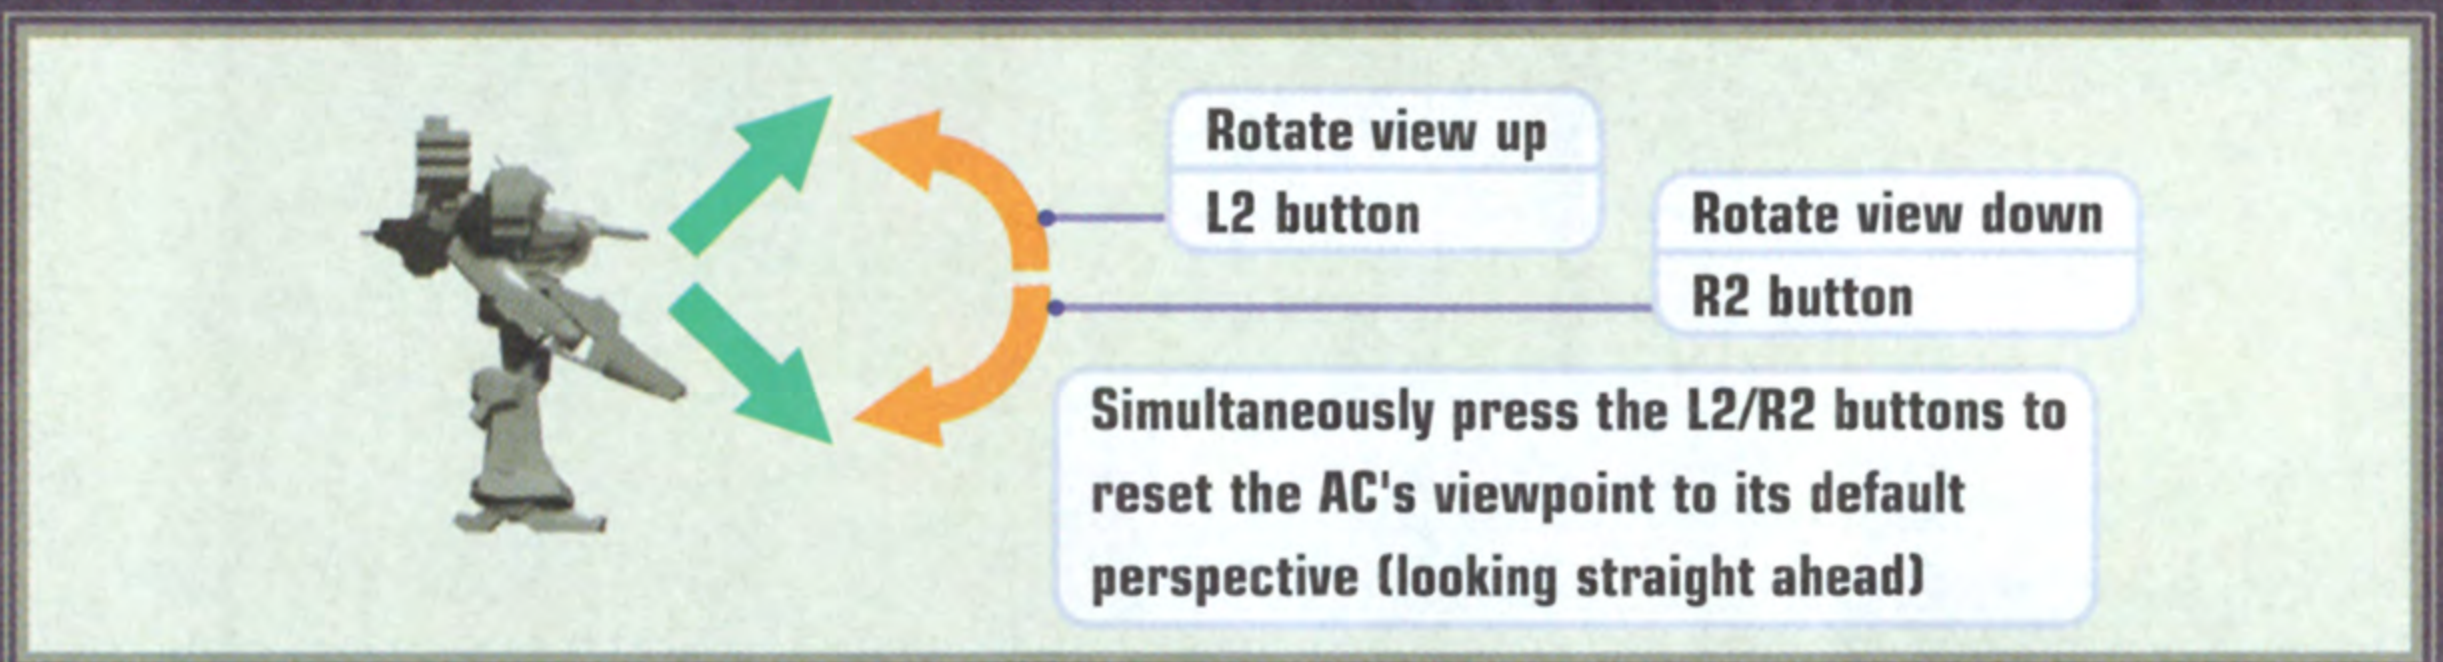 Rotate view up
L2 button
Rotate view down
R2 button
Simultaneously press the L2/R2 buttons to
reset the AC's viewpoint to its default
perspective (looking straight ahead)